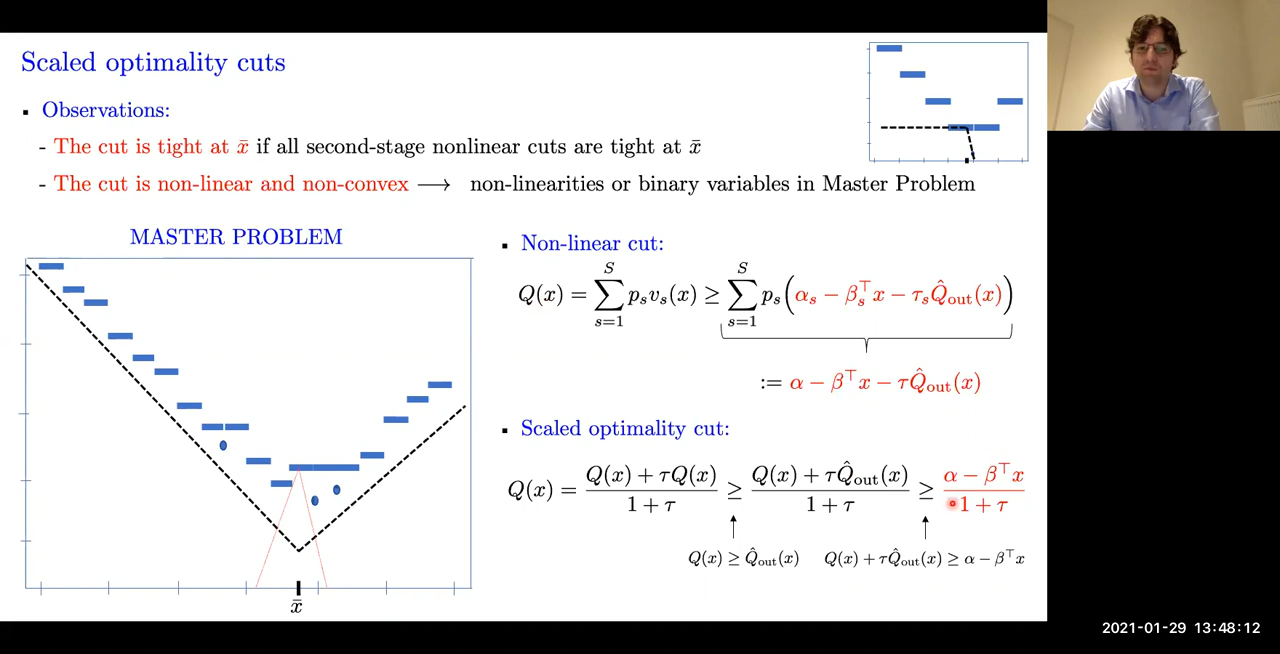 Scaled optimality cuts
▪ Observations:
- The cut is tight at x̄ if all second-stage nonlinear cuts are tight at x̄
- The cut is non-linear and non-convex ⟶ non-linearities or binary variables in Master Problem
MASTER PROBLEM
x̄
▪ Non-linear cut:
Q(x) = ∑_{s=1}^{S} p_s v_s(x) ≥ ∑_{s=1}^{S} p_s(α_s − β_s^⊤ x − τ_s Q̂_out(x))
:= α − β^⊤ x − τQ̂_out(x)
▪ Scaled optimality cut:
Q(x) = (Q(x) + τQ(x))/(1 + τ) ≥ (Q(x) + τQ̂_out(x))/(1 + τ) ≥ (α − β^⊤ x)/(1 + τ)
Q(x) ≥ Q̂_out(x) Q(x) + τQ̂_out(x) ≥ α − β^⊤ x
2021-01-29 13:48:12